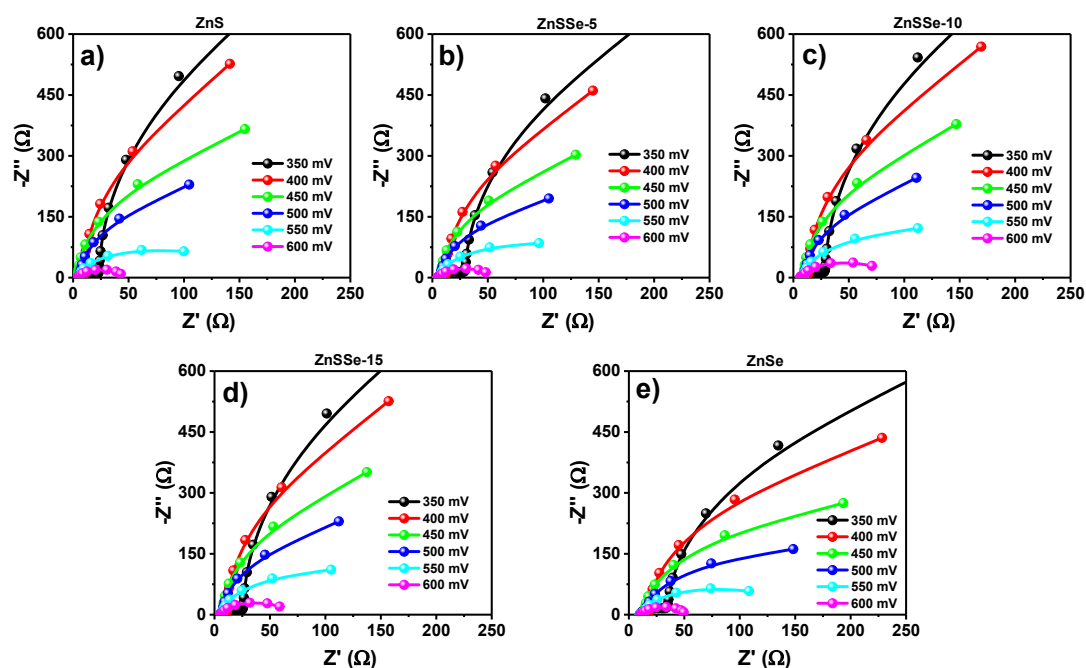 ZnS
a)
600
450
300
150
0
-Z'' (Ω)
350 mV
400 mV
450 mV
500 mV
550 mV
600 mV
0 50 100 150 200 250
Z' (Ω)
ZnSSe-5
b)
600
450
300
150
0
-Z'' (Ω)
350 mV
400 mV
450 mV
500 mV
550 mV
600 mV
0 50 100 150 200 250
Z' (Ω)
ZnSSe-10
c)
600
450
300
150
0
-Z'' (Ω)
350 mV
400 mV
450 mV
500 mV
550 mV
600 mV
0 50 100 150 200 250
Z' (Ω)
ZnSSe-15
d)
600
450
300
150
0
-Z'' (Ω)
350 mV
400 mV
450 mV
500 mV
550 mV
600 mV
0 50 100 150 200 250
Z' (Ω)
ZnSe
e)
600
450
300
150
0
-Z'' (Ω)
350 mV
400 mV
450 mV
500 mV
550 mV
600 mV
0 50 100 150 200 250
Z' (Ω)